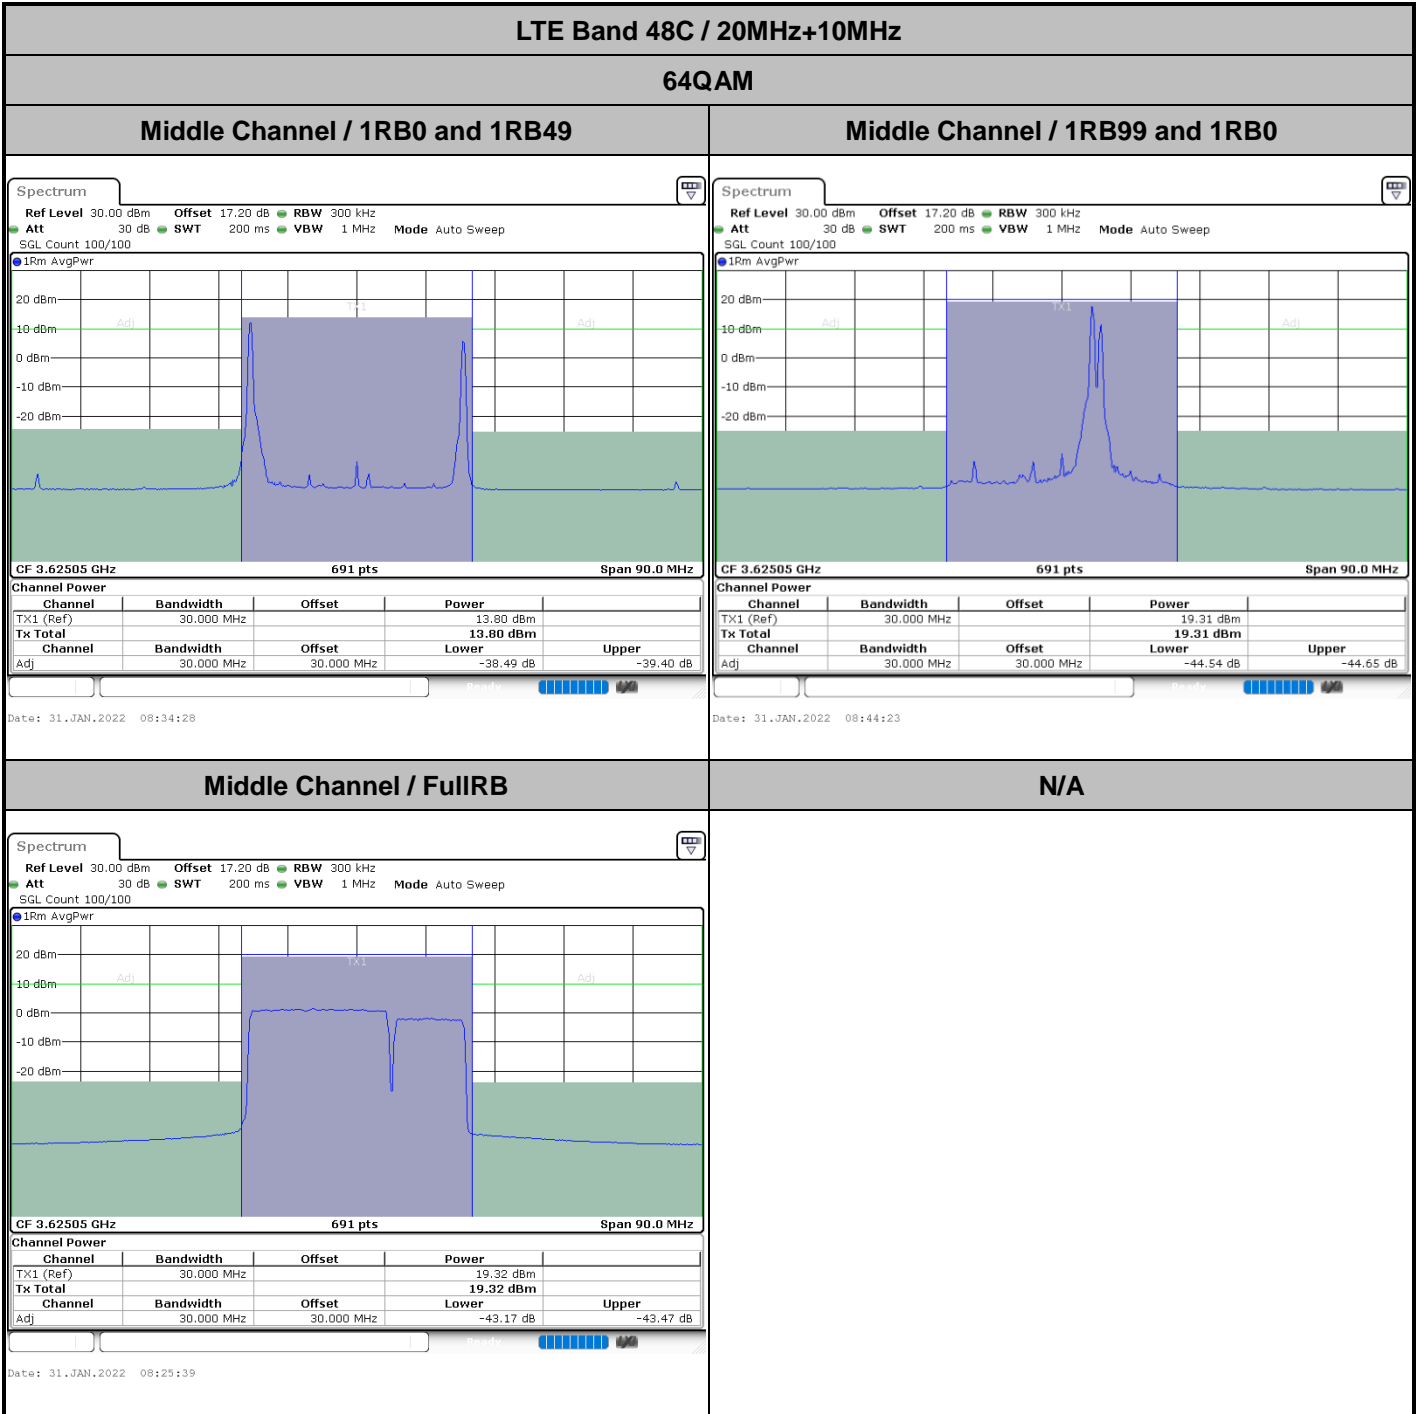 LTE Band 48C / 20MHz+10MHz
64QAM
Middle Channel / 1RB0 and 1RB49
Middle Channel / 1RB99 and 1RB0
Spectrum
Ref Level 30.00 dBm Offset 17.20 dB RBW 300 kHz
Att 30 dB SWT 200 ms VBW 1 MHz Mode Auto Sweep
SGL Count 100/100
1Rm AvgPwr
20 dBm
10 dBm
0 dBm
-10 dBm
-20 dBm
Adj
TX1
Adj
CF 3.62505 GHz 691 pts Span 90.0 MHz
Channel Power
Channel Bandwidth Offset Power
TX1 (Ref) 30.000 MHz 13.80 dBm
Tx Total 13.80 dBm
Channel Bandwidth Offset Lower Upper
Adj 30.000 MHz 30.000 MHz -38.49 dB -39.40 dB
Ready
Date: 31.JAN.2022 08:34:28
Spectrum
Ref Level 30.00 dBm Offset 17.20 dB RBW 300 kHz
Att 30 dB SWT 200 ms VBW 1 MHz Mode Auto Sweep
SGL Count 100/100
1Rm AvgPwr
20 dBm
10 dBm
0 dBm
-10 dBm
-20 dBm
Adj
TX1
Adj
CF 3.62505 GHz 691 pts Span 90.0 MHz
Channel Power
Channel Bandwidth Offset Power
TX1 (Ref) 30.000 MHz 19.31 dBm
Tx Total 19.31 dBm
Channel Bandwidth Offset Lower Upper
Adj 30.000 MHz 30.000 MHz -44.54 dB -44.65 dB
Ready
Date: 31.JAN.2022 08:44:23
Middle Channel / FullRB
N/A
Spectrum
Ref Level 30.00 dBm Offset 17.20 dB RBW 300 kHz
Att 30 dB SWT 200 ms VBW 1 MHz Mode Auto Sweep
SGL Count 100/100
1Rm AvgPwr
20 dBm
10 dBm
0 dBm
-10 dBm
-20 dBm
Adj
TX1
Adj
CF 3.62505 GHz 691 pts Span 90.0 MHz
Channel Power
Channel Bandwidth Offset Power
TX1 (Ref) 30.000 MHz 19.32 dBm
Tx Total 19.32 dBm
Channel Bandwidth Offset Lower Upper
Adj 30.000 MHz 30.000 MHz -43.17 dB -43.47 dB
Ready
Date: 31.JAN.2022 08:25:39